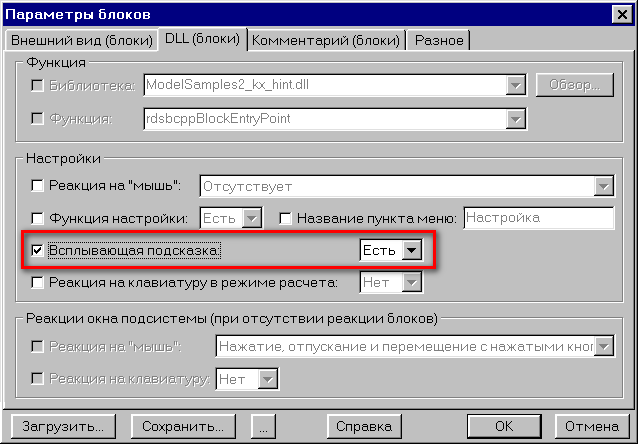 Параметры блоков
Внешний вид (блоки) DLL (блоки) Комментарий (блоки) Разное
Функция
Библиотека: ModelSamples2_kx_hint.dll Обзор...
Функция: rdsbcppBlockEntryPoint
Настройки
Реакция на "мышь": Отсутствует
Функция настройки: Есть Название пункта меню: Настройка
Всплывающая подсказка Есть
Реакция на клавиатуру в режиме расчета: Нет
Реакции окна подсистемы (при отсутствии реакции блоков)
Реакция на "мышь": Нажатие, отпускание и перемещение с нажатыми кноп
Реакция на клавиатуру: Нет
Загрузить... Сохранить... ... Справка OK Отмена